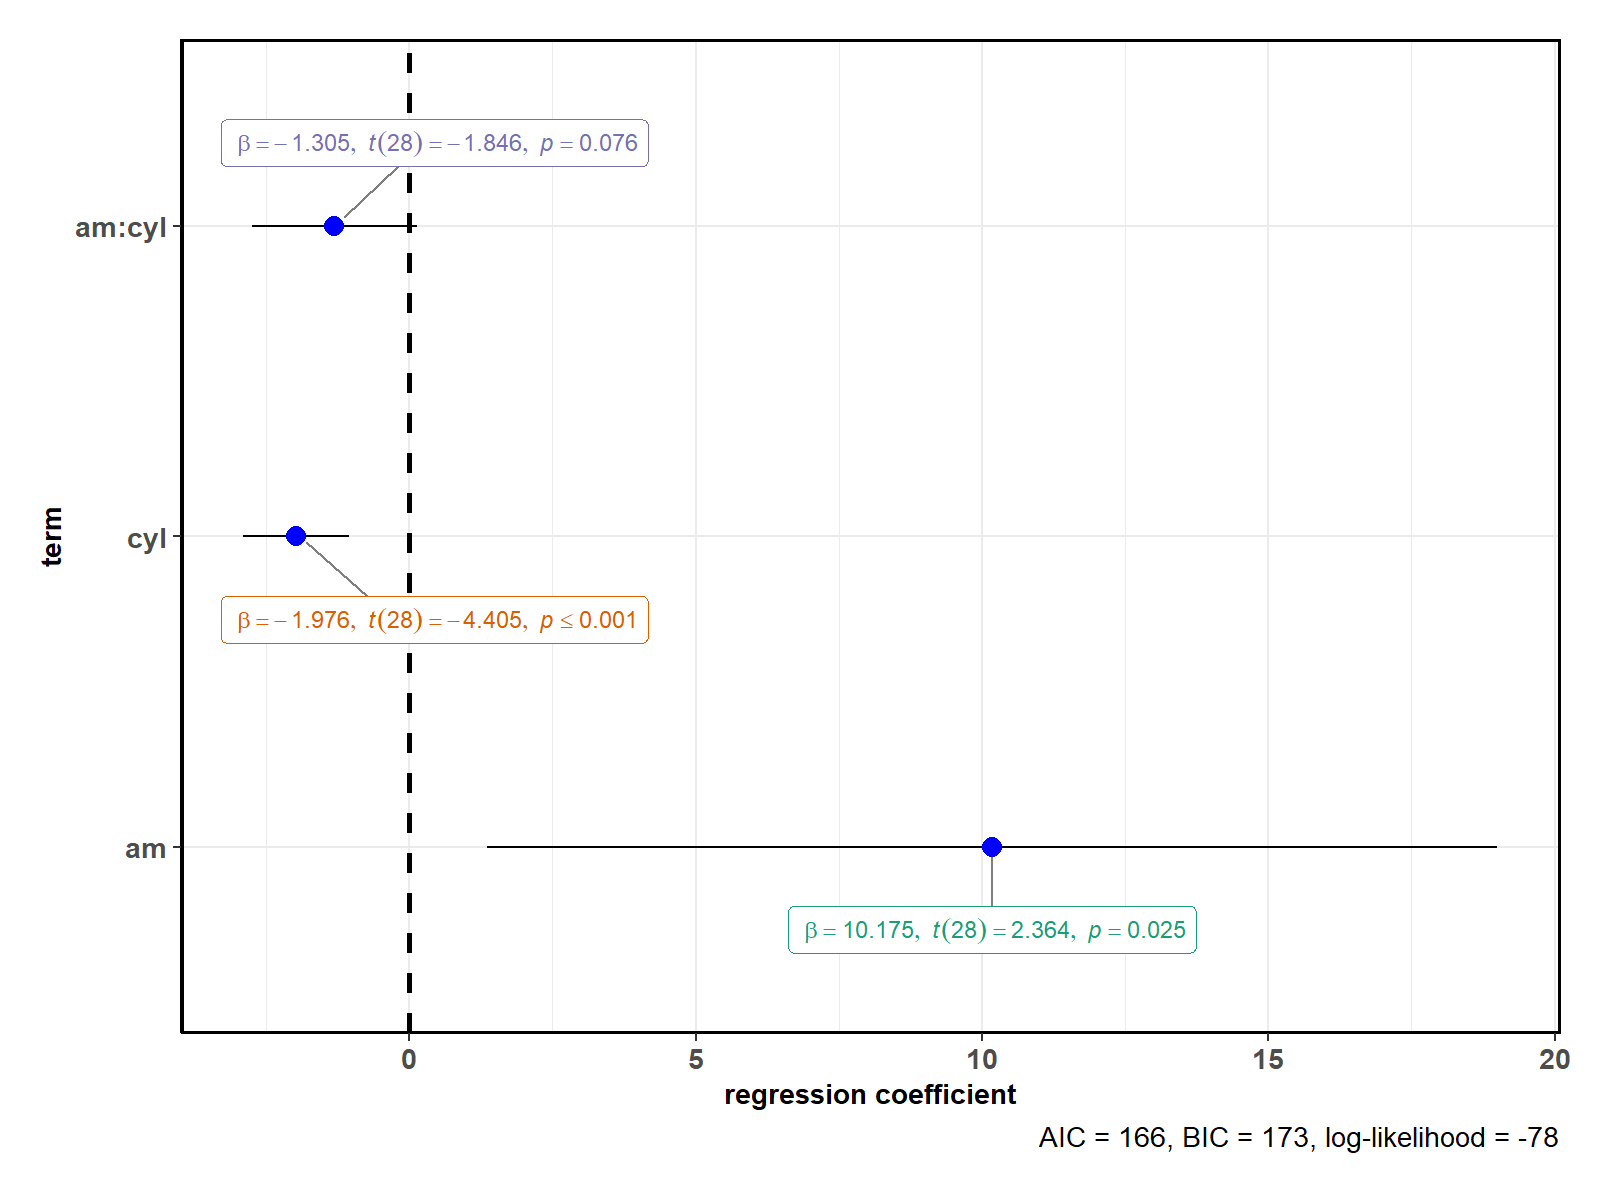 β = − 1.305, t(28) = −1.846, p = 0.076
am:cyl
term
cyl
β = − 1.976, t(28) = −4.405, p ≤ 0.001
am
β = 10.175, t(28) = 2.364, p = 0.025
0 5 10 15 20
regression coefficient
AIC = 166, BIC = 173, log-likelihood = -78